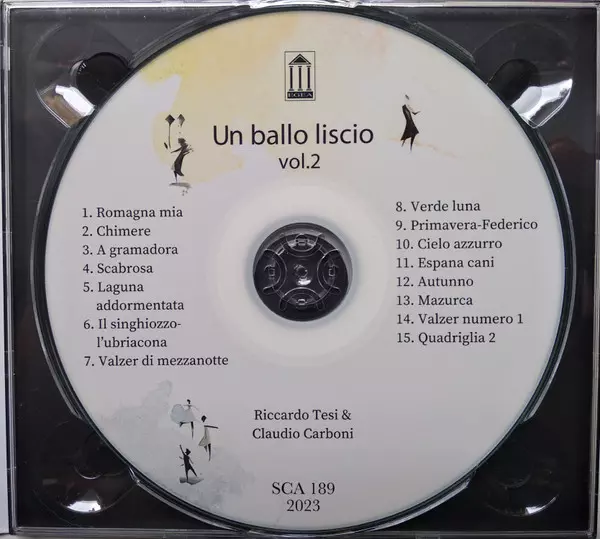 EGEA
Un ballo liscio
vol.2
1. Romagna mia
2. Chimere
3. A gramadora
4. Scabrosa
5. Laguna
addormentata
6. Il singhiozzo-
l'ubriacona
7. Valzer di mezzanotte
8. Verde luna
9. Primavera-Federico
10. Cielo azzurro
11. Espana cani
12. Autunno
13. Mazurca
14. Valzer numero 1
15. Quadriglia 2
Riccardo Tesi &
Claudio Carboni
SCA 189
2023